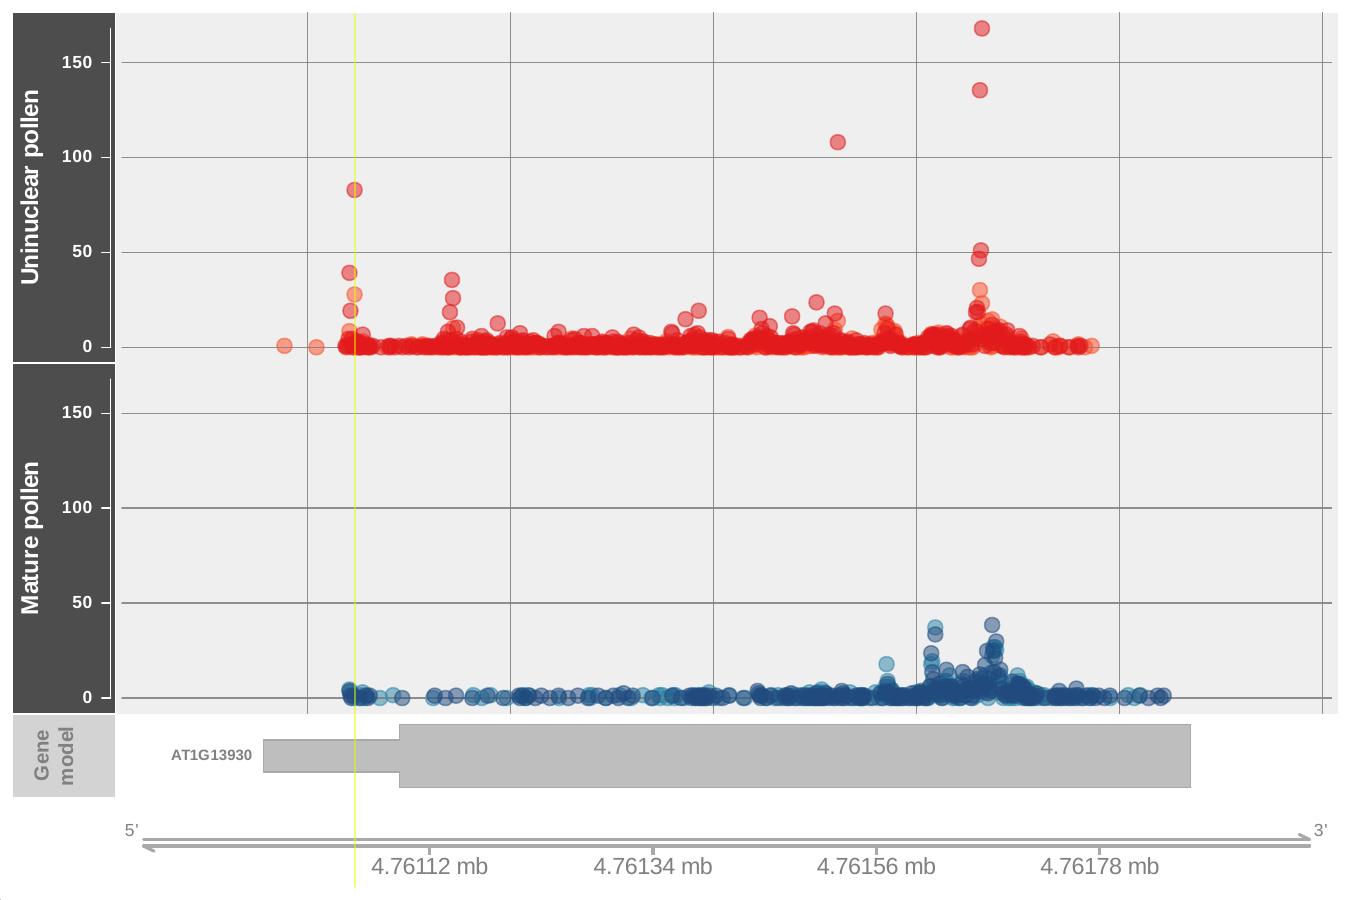 Uninuclear pollen
150
100
50
0
Mature pollen
150
100
50
0
Gene
model
AT1G13930
5'
3'
4.76112 mb
4.76134 mb
4.76156 mb
4.76178 mb